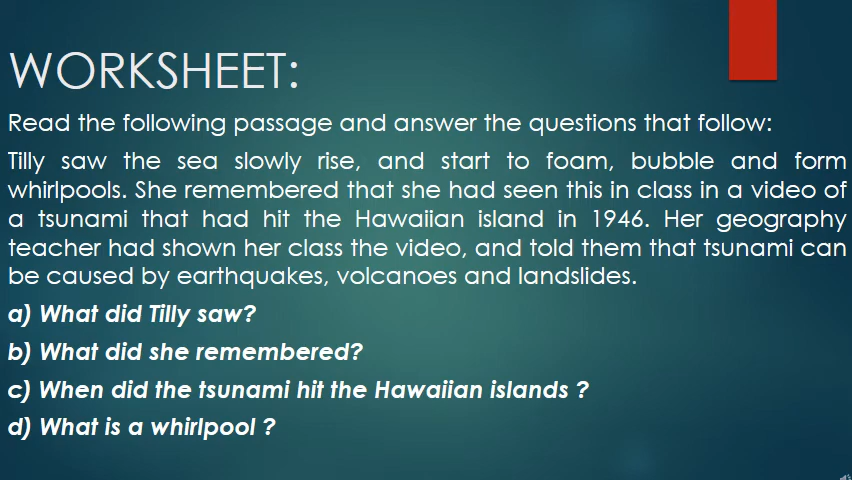 WORKSHEET:
Read the following passage and answer the questions that follow:
Tilly saw the sea slowly rise, and start to foam, bubble and form
whirlpools. She remembered that she had seen this in class in a video of
a tsunami that had hit the Hawaiian island in 1946. Her geography
teacher had shown her class the video, and told them that tsunami can
be caused by earthquakes, volcanoes and landslides.
a) What did Tilly saw?
b) What did she remembered?
c) When did the tsunami hit the Hawaiian islands ?
d) What is a whirlpool ?